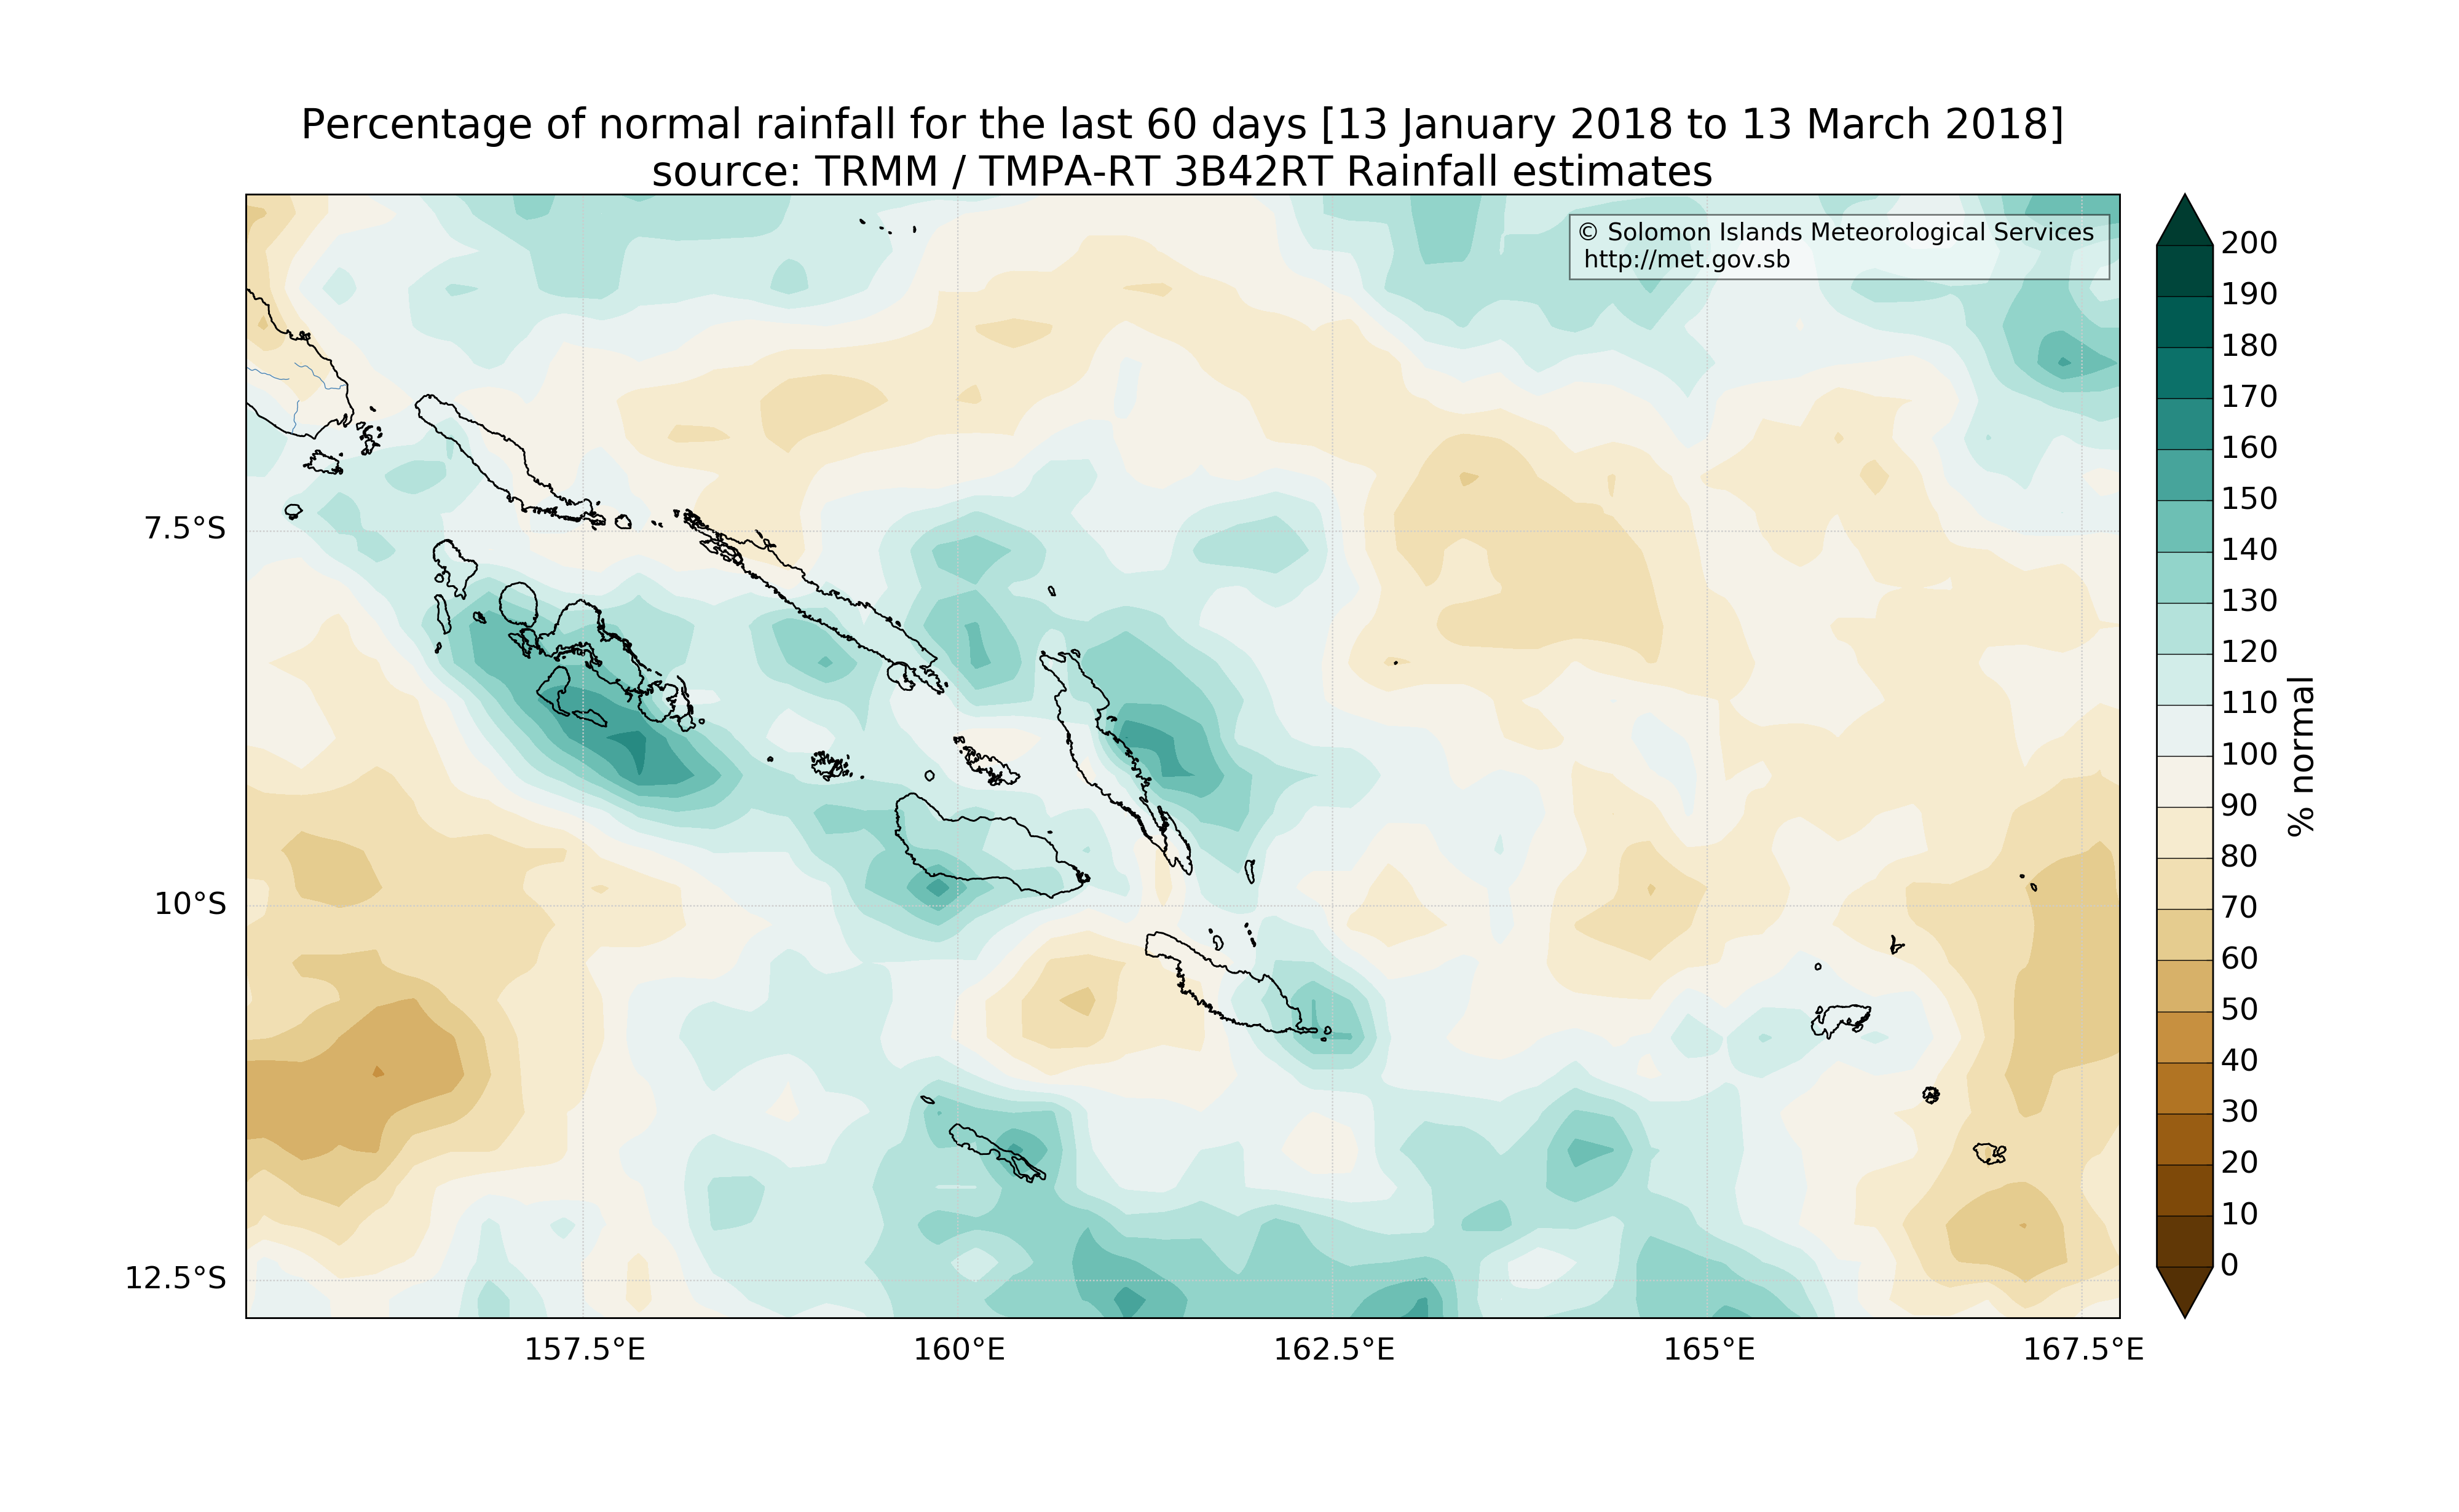 Percentage of normal rainfall for the last 60 days [13 January 2018 to 13 March 2018]
source: TRMM / TMPA-RT 3B42RT Rainfall estimates
© Solomon Islands Meteorological Services
http://met.gov.sb
7.5°S
10°S
12.5°S
157.5°E
160°E
162.5°E
165°E
167.5°E
200
190
180
170
160
150
140
130
120
110
100
90
80
70
60
50
40
30
20
10
0
% normal